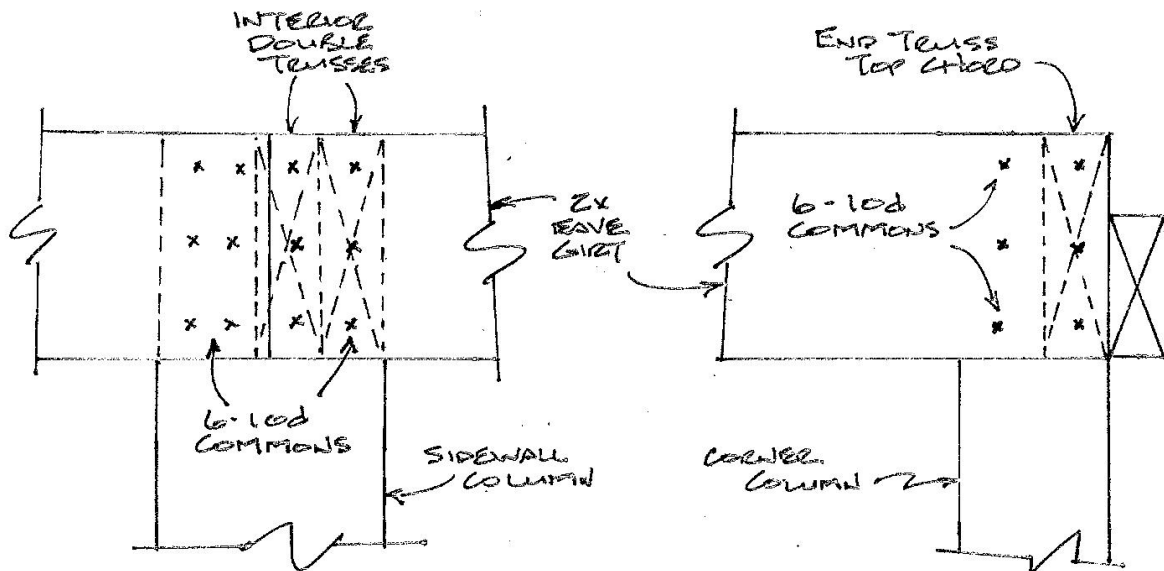 INTERIOR
DOUBLE
TRUSSES
END TRUSS
TOP CHORD
2x
EAVE
GIRT
6-10d
COMMONS
6-10d
COMMONS
SIDEWALL
COLUMN
CORNER
COLUMN